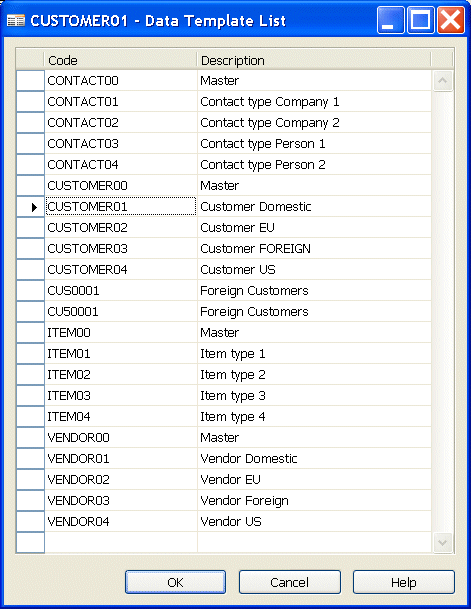 CUSTOMER01 - Data Template List
Code Description
CONTACT00 Master
CONTACT01 Contact type Company 1
CONTACT02 Contact type Company 2
CONTACT03 Contact type Person 1
CONTACT04 Contact type Person 2
CUSTOMER00 Master
CUSTOMER01 Customer Domestic
CUSTOMER02 Customer EU
CUSTOMER03 Customer FOREIGN
CUSTOMER04 Customer US
CUS0001 Foreign Customers
CU50001 Foreign Customers
ITEM00 Master
ITEM01 Item type 1
ITEM02 Item type 2
ITEM03 Item type 3
ITEM04 Item type 4
VENDOR00 Master
VENDOR01 Vendor Domestic
VENDOR02 Vendor EU
VENDOR03 Vendor Foreign
VENDOR04 Vendor US
OK Cancel Help